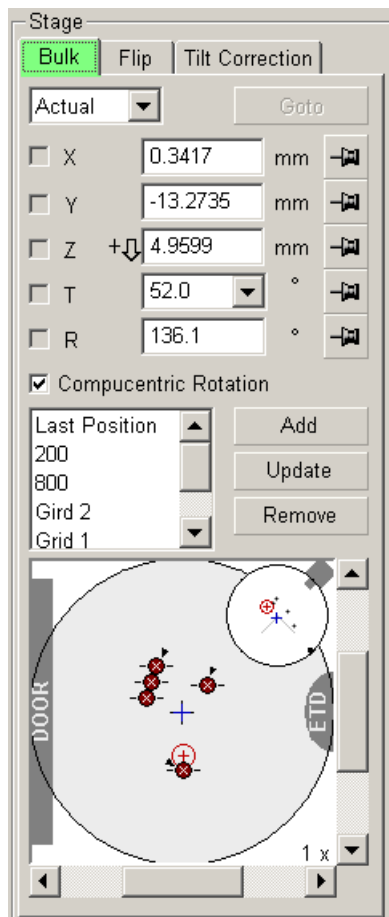 Stage
Bulk Flip Tilt Correction
Actual Goto
X 0.3417 mm
Y -13.2735 mm
Z + 4.9599 mm
T 52.0 °
R 136.1 °
Compucentric Rotation
Last Position Add
200
800 Update
Gird 2
Grid 1 Remove
DOOR
ETD
1 x